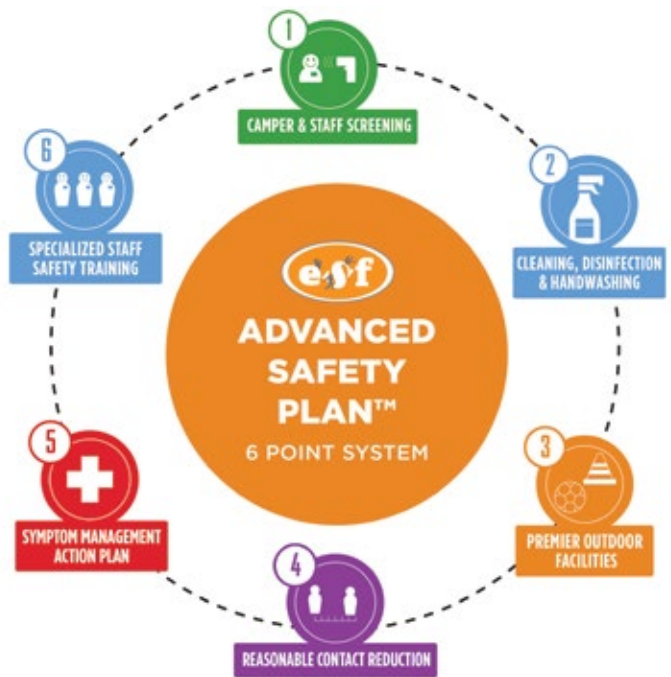 esf
ADVANCED
SAFETY
PLAN™
6 POINT SYSTEM
1
CAMPER & STAFF SCREENING
2
CLEANING, DISINFECTION
& HANDWASHING
3
PREMIER OUTDOOR
FACILITIES
4
REASONABLE CONTACT REDUCTION
5
SYMPTOM MANAGEMENT
ACTION PLAN
6
SPECIALIZED STAFF
SAFETY TRAINING